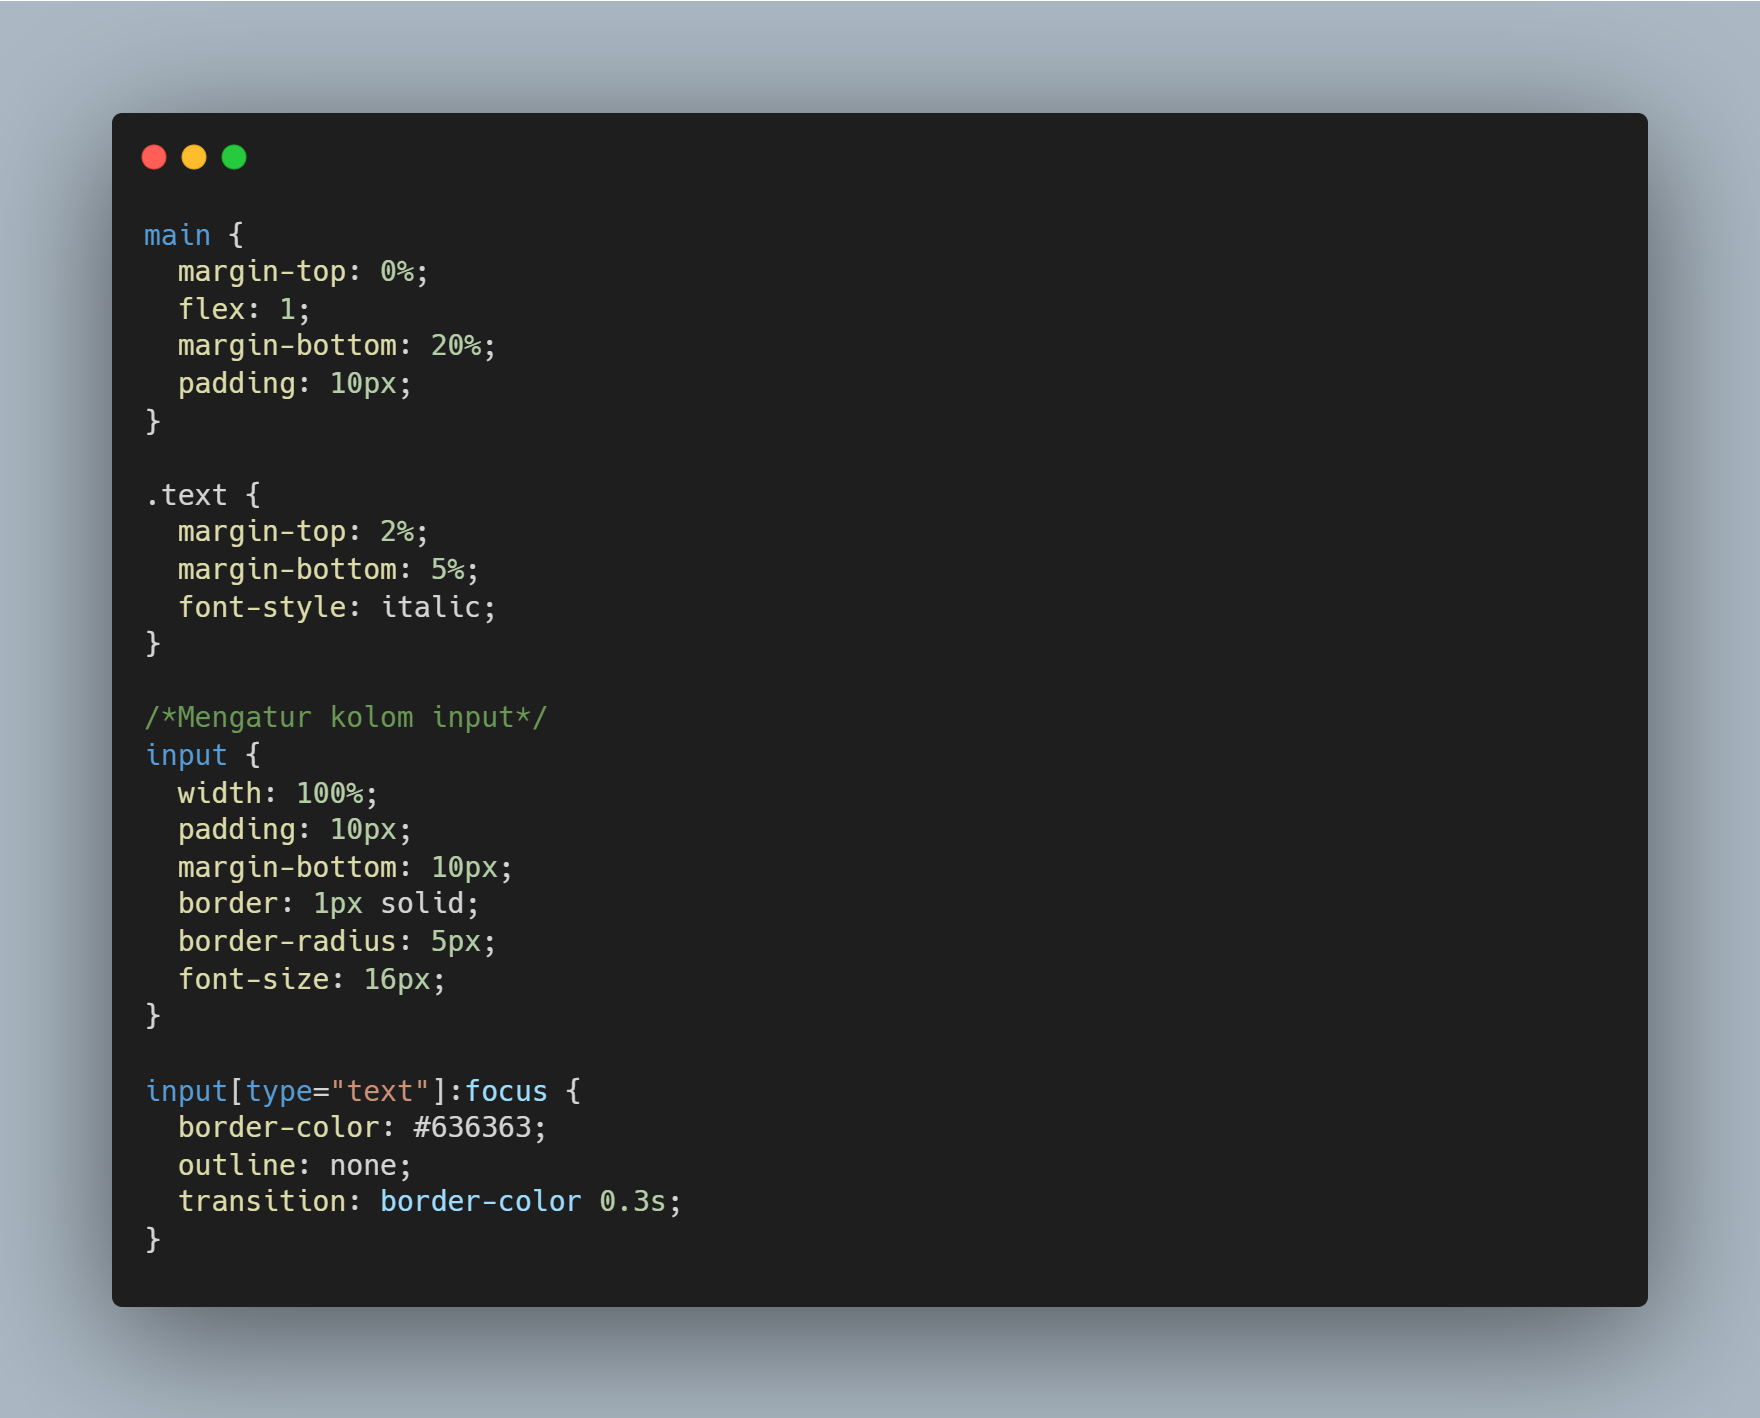 main {
  margin-top: 0%;
  flex: 1;
  margin-bottom: 20%;
  padding: 10px;
}

.text {
  margin-top: 2%;
  margin-bottom: 5%;
  font-style: italic;
}

/*Mengatur kolom input*/
input {
  width: 100%;
  padding: 10px;
  margin-bottom: 10px;
  border: 1px solid;
  border-radius: 5px;
  font-size: 16px;
}

input[type="text"]:focus {
  border-color: #636363;
  outline: none;
  transition: border-color 0.3s;
}